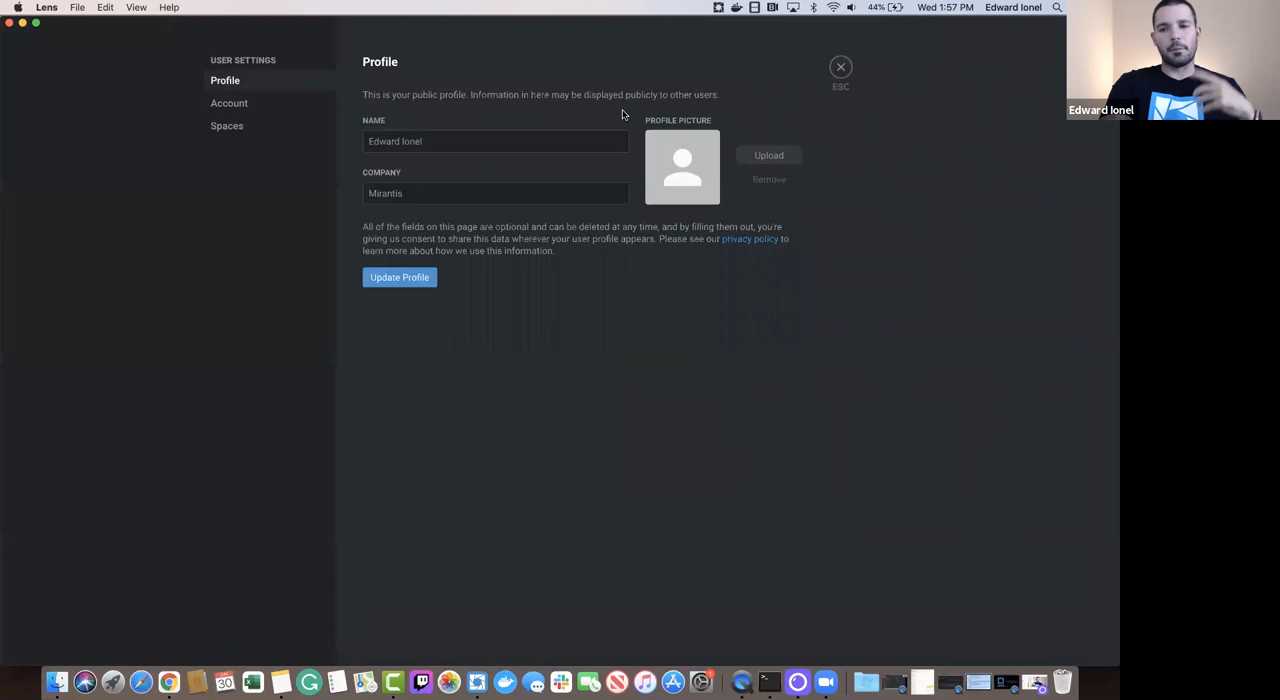 Lens File Edit View Help 44% Wed 1:57 PM Edward Ionel
USER SETTINGS
Profile
Account
Spaces
Profile
This is your public profile. Information in here may be displayed publicly to other users.
NAME
Edward Ionel
COMPANY
Mirantis
PROFILE PICTURE
Upload
Remove
ESC
All of the fields on this page are optional and can be deleted at any time, and by filling them out, you're
giving us consent to share this data wherever your user profile appears. Please see our privacy policy to
learn more about how we use this information.
Update Profile
Edward Ionel
30